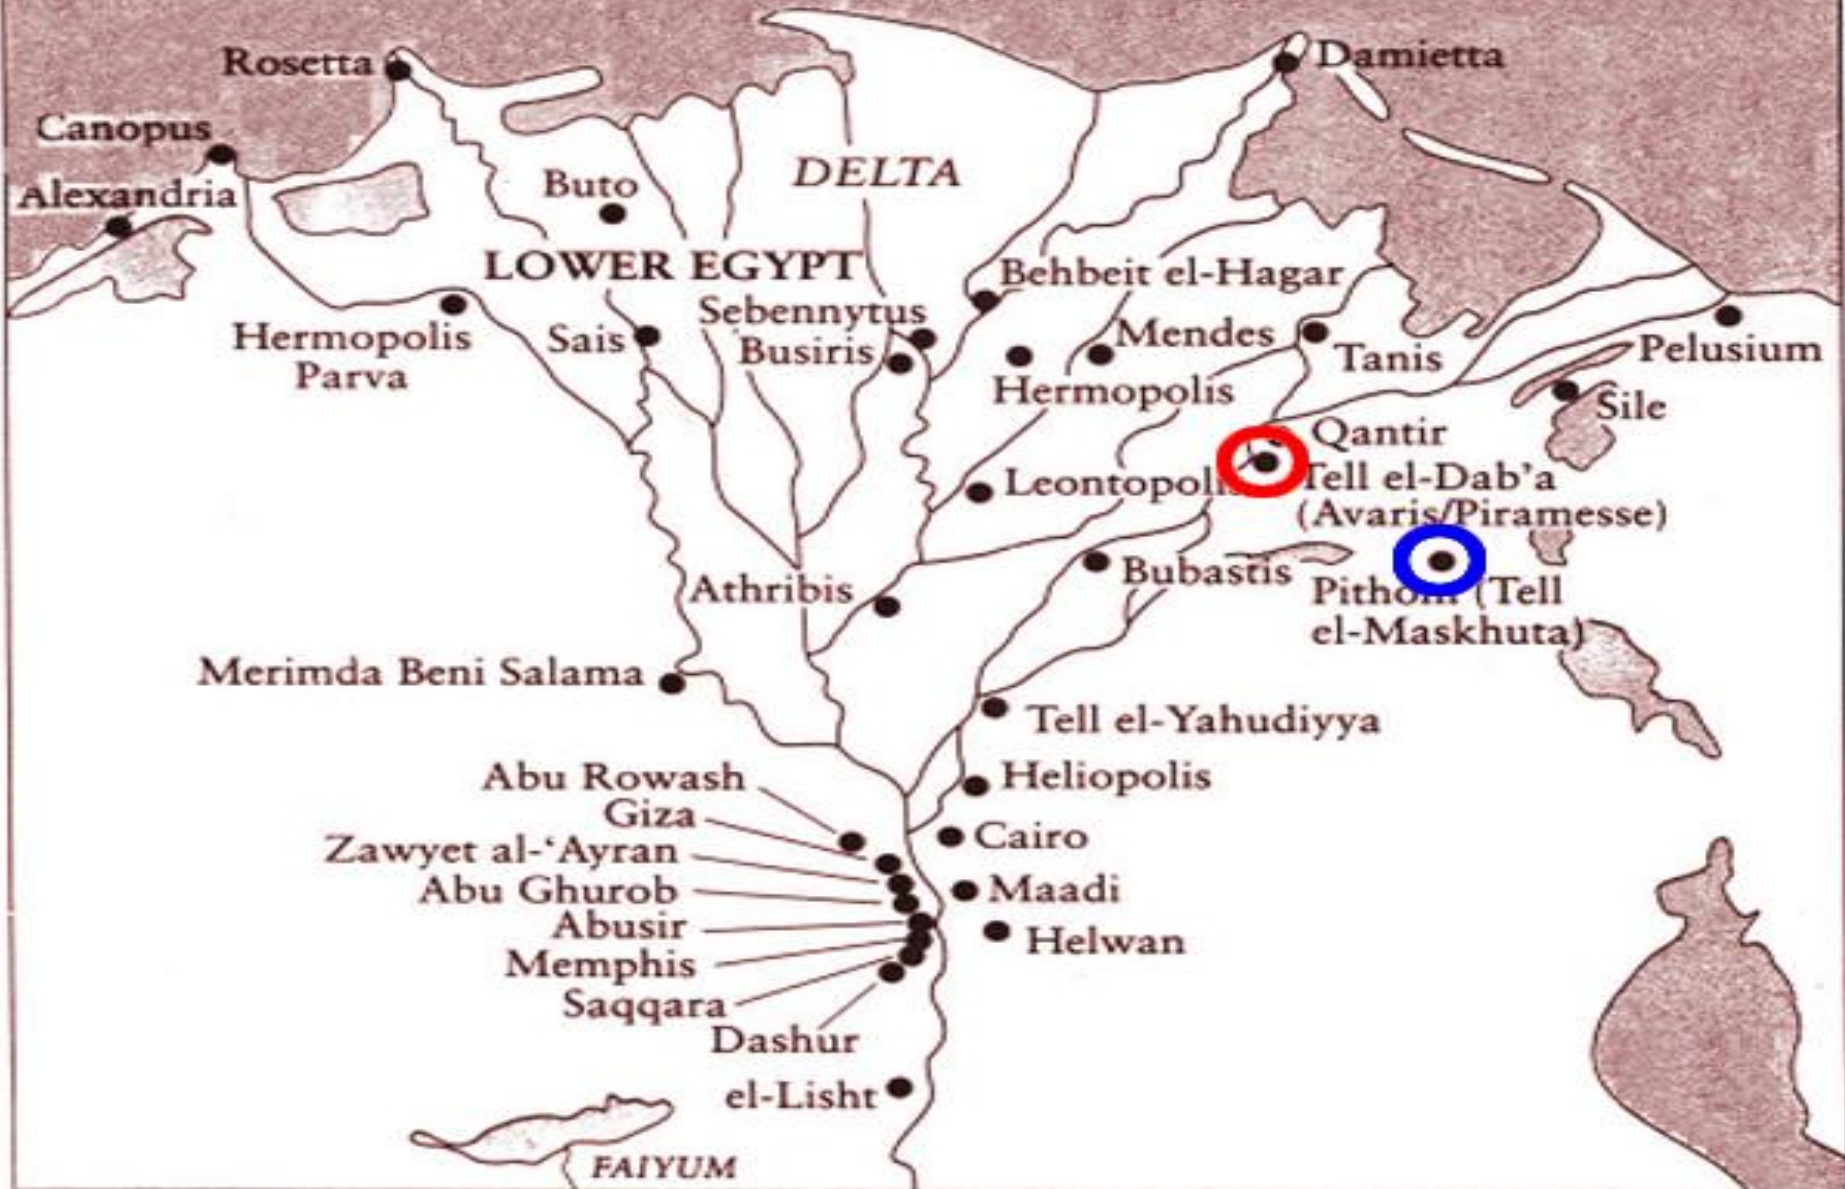 Rosetta
Damietta
Canopus
DELTA
Alexandria
Buto
LOWER EGYPT
Behbeit el-Hagar
Sebennytus
Hermopolis
Parva
Sais
Busiris
Mendes
Tanis
Pelusium
Hermopolis
Sile
Qantir
Leontopolis
Tell el-Dab'a
(Avaris/Piramesse)
Bubastis
Athribis
Pithom (Tell
el-Maskhuta)
Merimda Beni Salama
Tell el-Yahudiyya
Abu Rowash
Heliopolis
Giza
Cairo
Zawyet al-‘Ayran
Abu Ghurob
Maadi
Abusir
Helwan
Memphis
Saqqara
Dashur
el-Lisht
FAIYUM